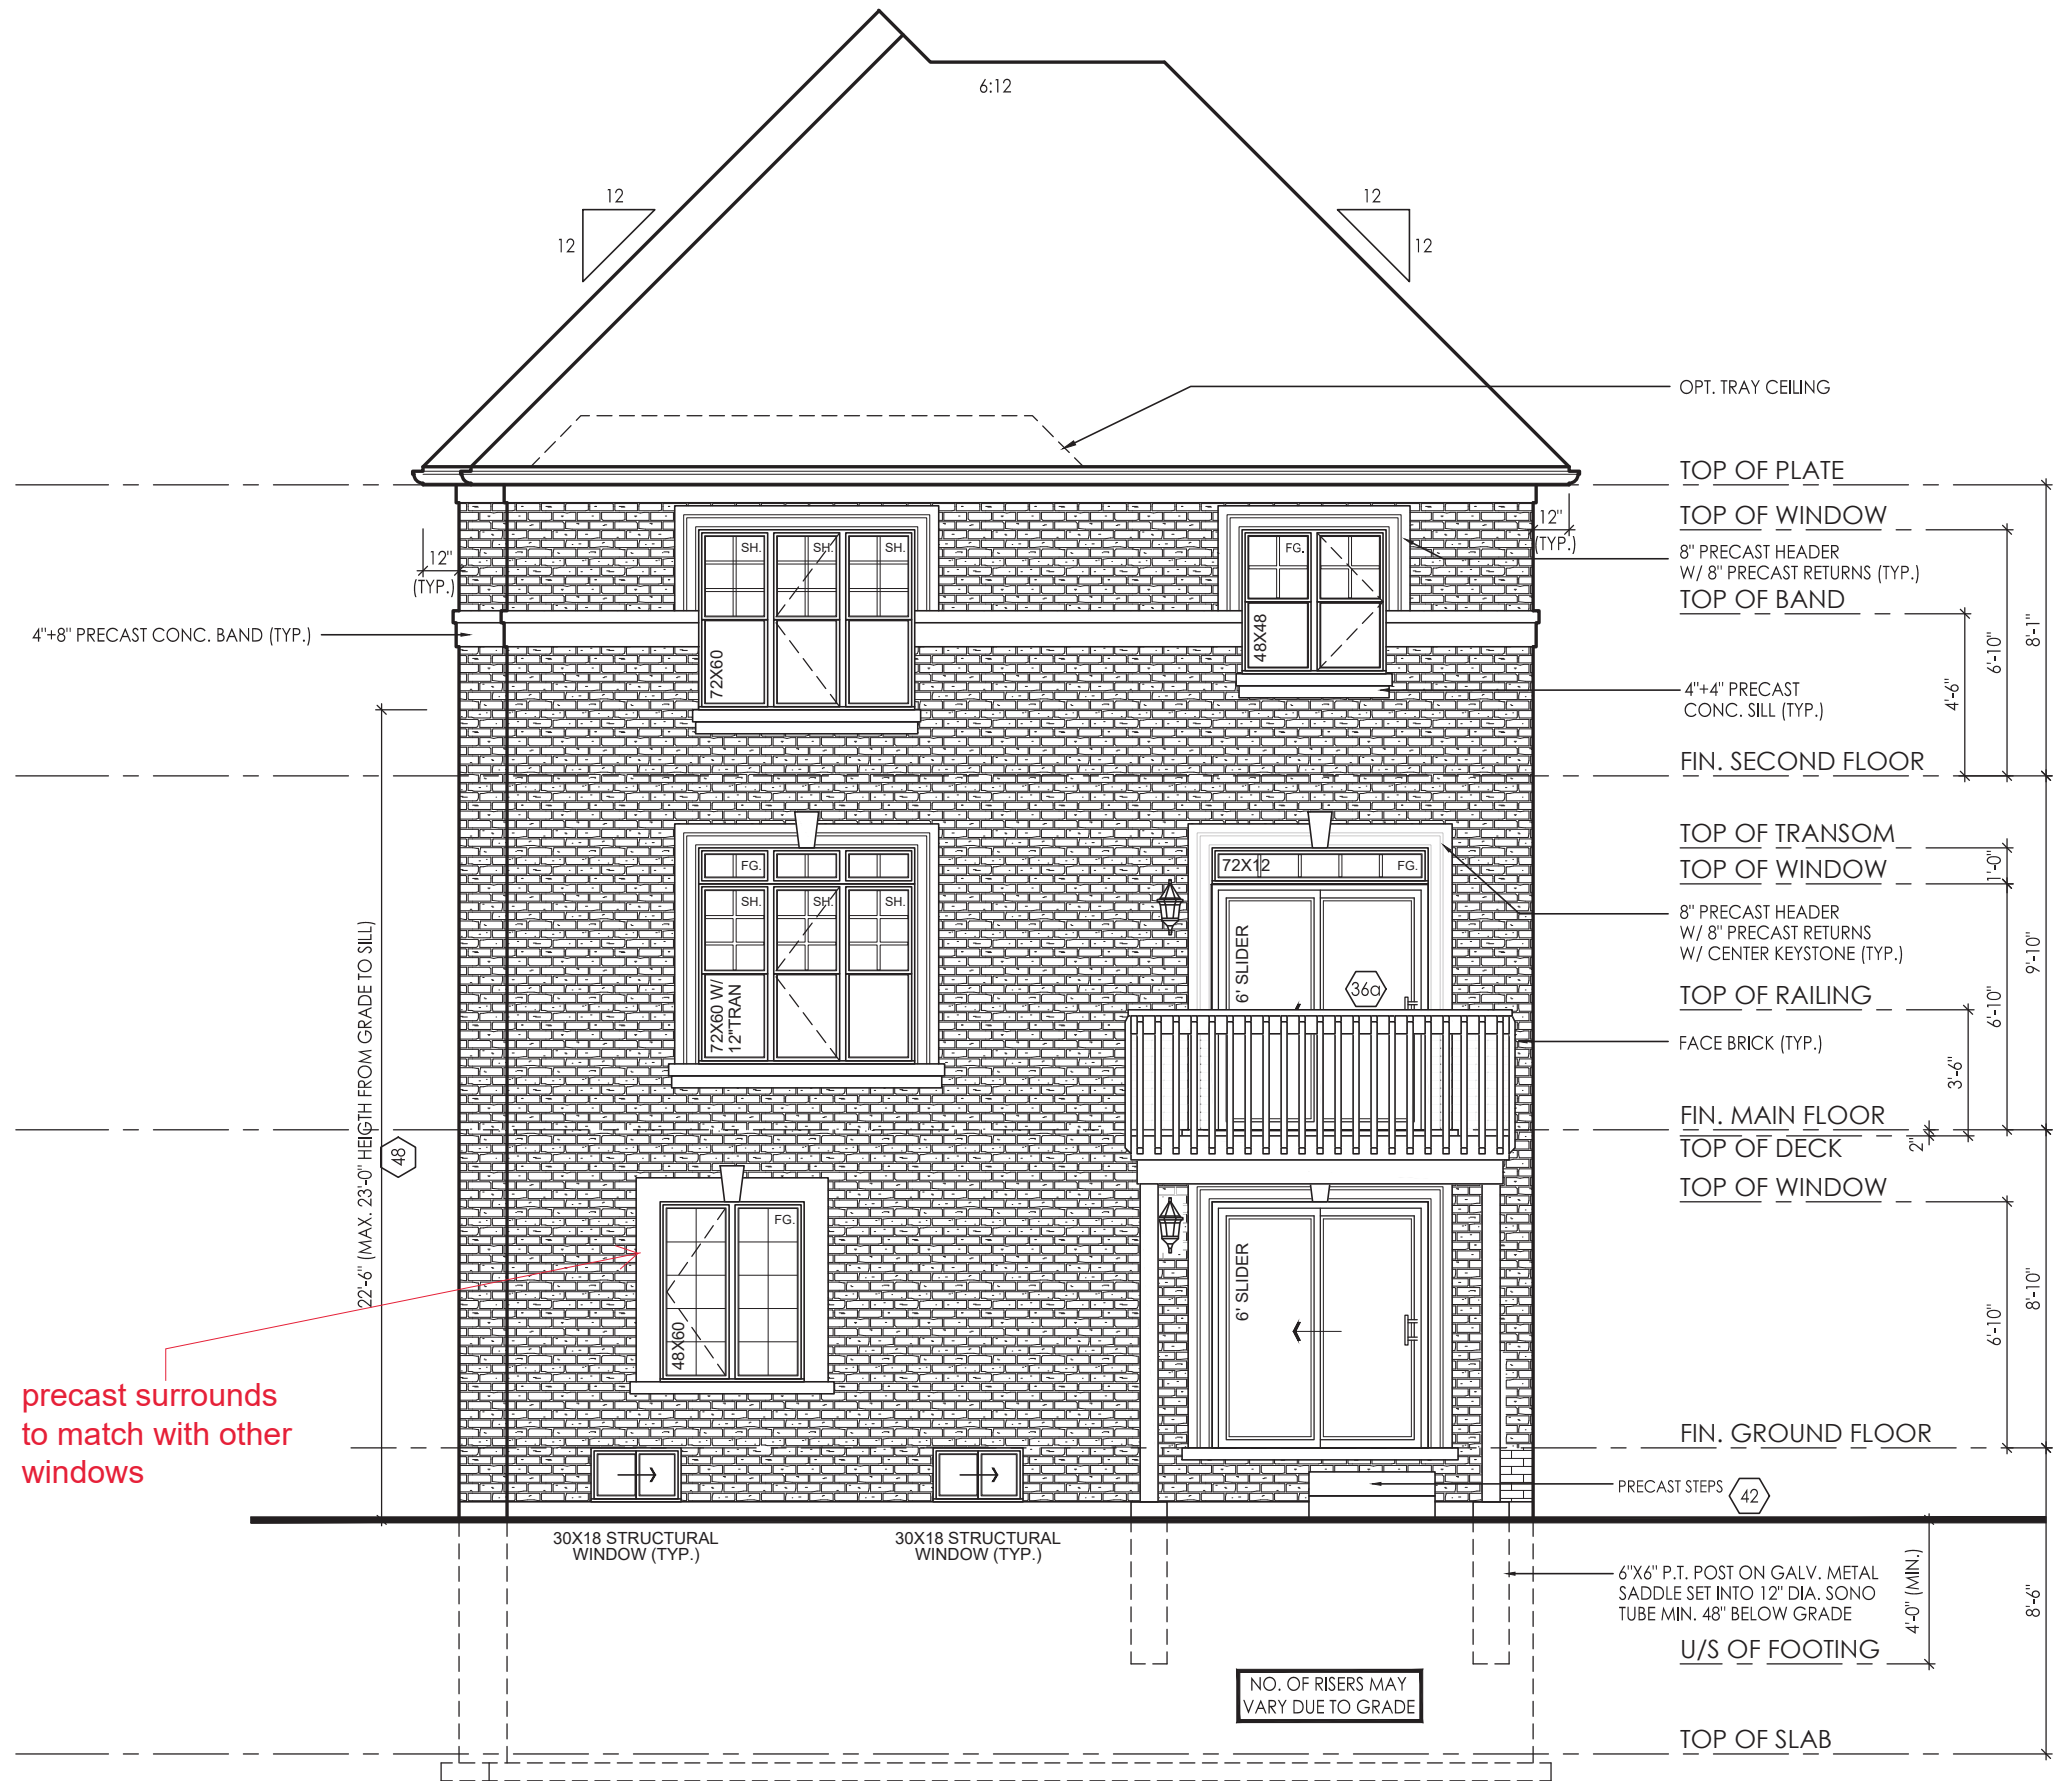 6:12
12
12
12
12
OPT. TRAY CEILING
TOP OF PLATE
TOP OF WINDOW
12"
(TYP.)
8" PRECAST HEADER
W/ 8" PRECAST RETURNS (TYP.)
TOP OF BAND
12"
(TYP.)
SH.
SH.
SH.
FG.
4"+8" PRECAST CONC. BAND (TYP.)
72X60
48X48
4"+4" PRECAST
CONC. SILL (TYP.)
4'-6"
6'-10"
8'-1"
FIN. SECOND FLOOR
TOP OF TRANSOM
TOP OF WINDOW
1'-0"
FG.
72X12
FG.
SH.
SH.
SH.
8" PRECAST HEADER
W/ 8" PRECAST RETURNS
W/ CENTER KEYSTONE (TYP.)
72X60 W/
12"TRAN
6' SLIDER
36a
TOP OF RAILING
FACE BRICK (TYP.)
3'-6"
6'-10"
9'-10"
22'-6" (MAX. 23'-0" HEIGTH FROM GRADE TO SILL)
48
FIN. MAIN FLOOR
TOP OF DECK
2"
TOP OF WINDOW
FG.
48X60
6' SLIDER
6'-10"
8'-10"
precast surrounds
to match with other
windows
FIN. GROUND FLOOR
PRECAST STEPS
42
30X18 STRUCTURAL
WINDOW (TYP.)
30X18 STRUCTURAL
WINDOW (TYP.)
6"X6" P.T. POST ON GALV. METAL
SADDLE SET INTO 12" DIA. SONO
TUBE MIN. 48" BELOW GRADE
4'-0" (MIN.)
8'-6"
U/S OF FOOTING
NO. OF RISERS MAY
VARY DUE TO GRADE
TOP OF SLAB